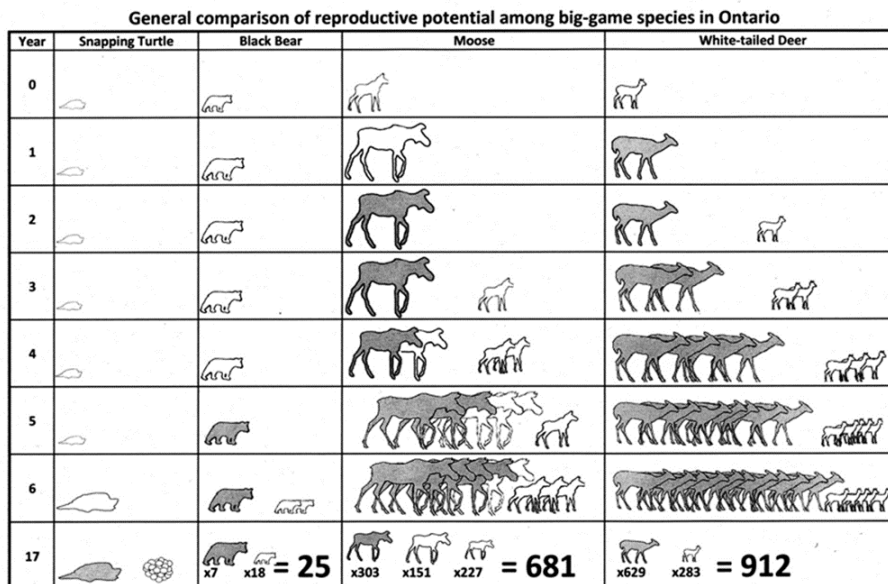 General comparison of reproductive potential among big-game species in Ontario
Year Snapping Turtle Black Bear Moose White-tailed Deer
0
1
2
3
4
5
6
17 x7 x18 = 25 x303 x151 x227 = 681 x629 x283 = 912